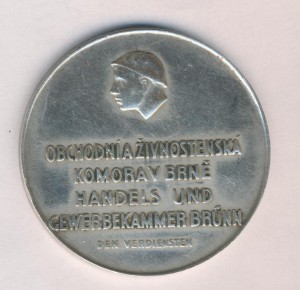 OBCHODNÍ A ŽIVNOSTENSKÁ
KOMORA V BRNĚ
HANDELS UND
GEWERBEKAMMER BRÜNN
DEN VERDIENSTEN